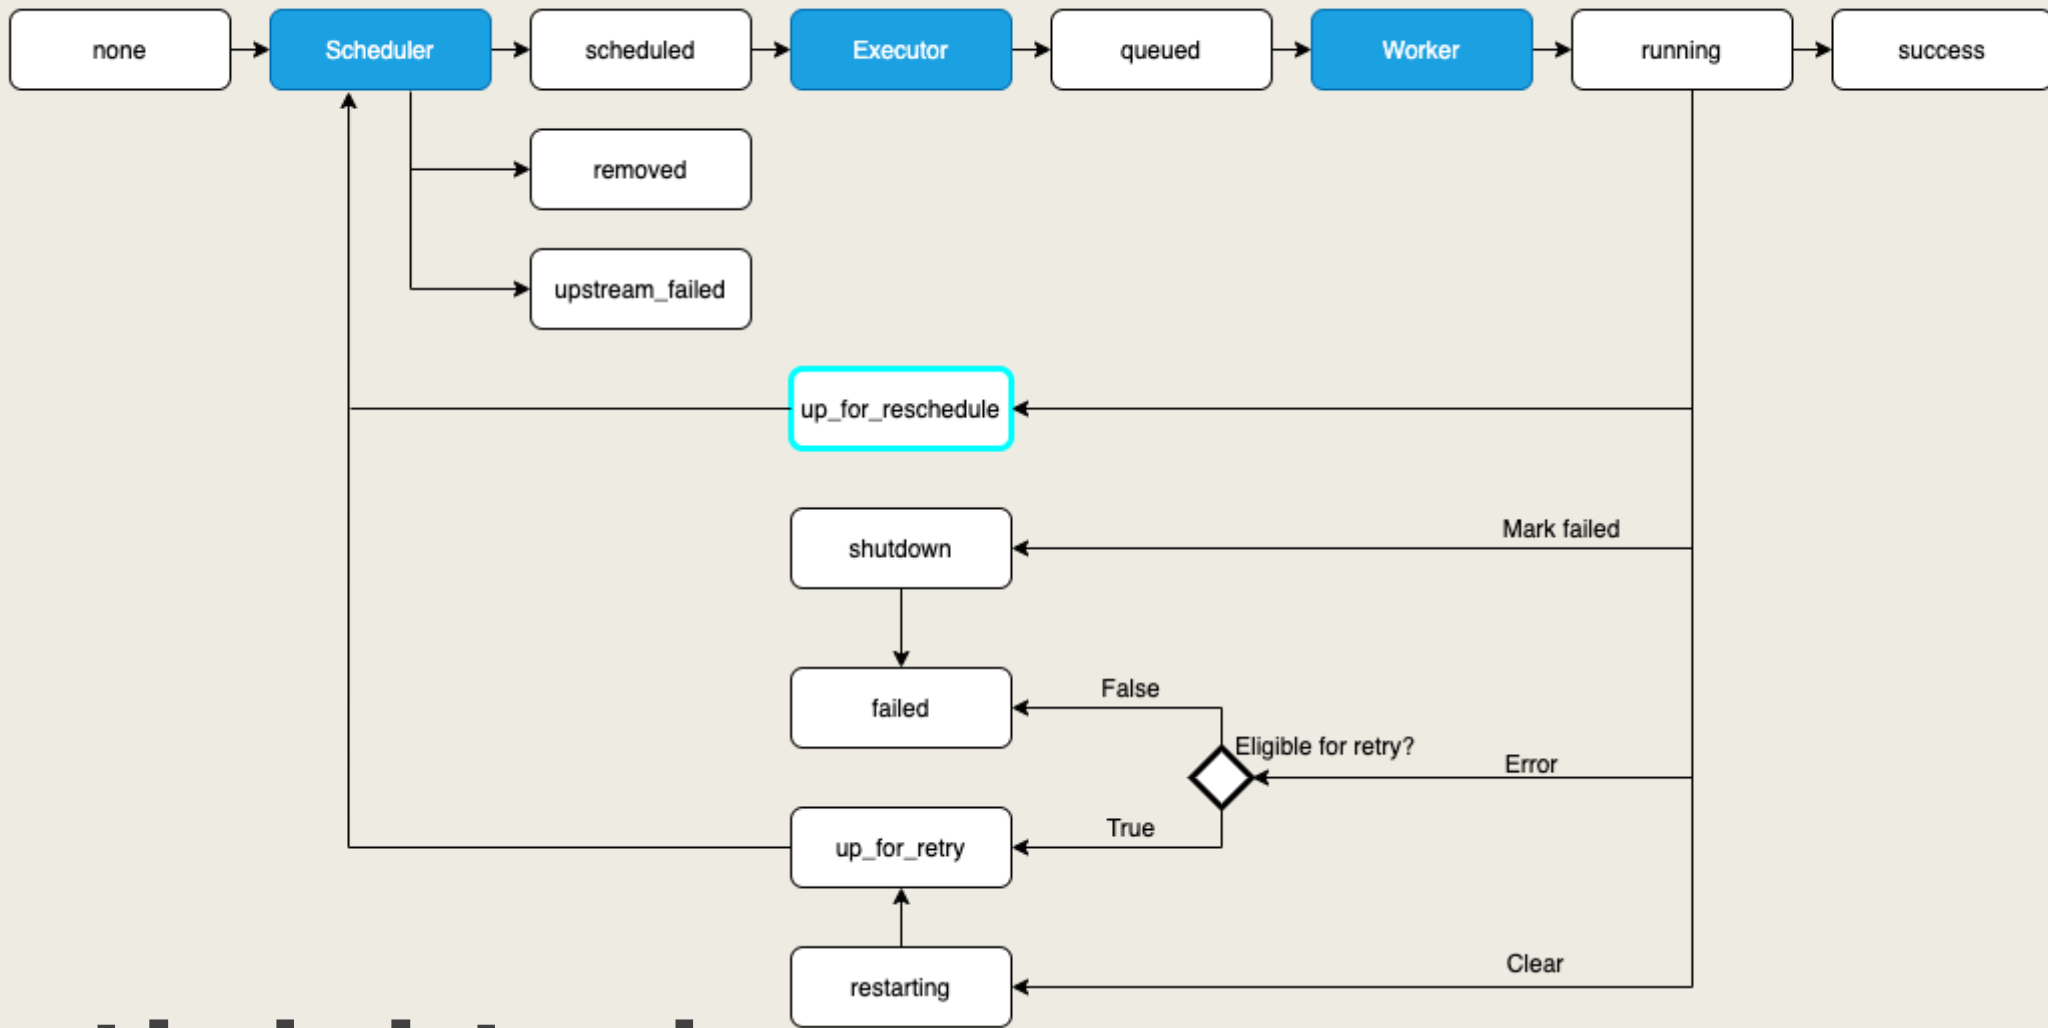 none
Scheduler
scheduled
Executor
queued
Worker
running
success
removed
upstream_failed
up_for_reschedule
Mark failed
shutdown
False
failed
Eligible for retry?
Error
True
up_for_retry
Clear
restarting